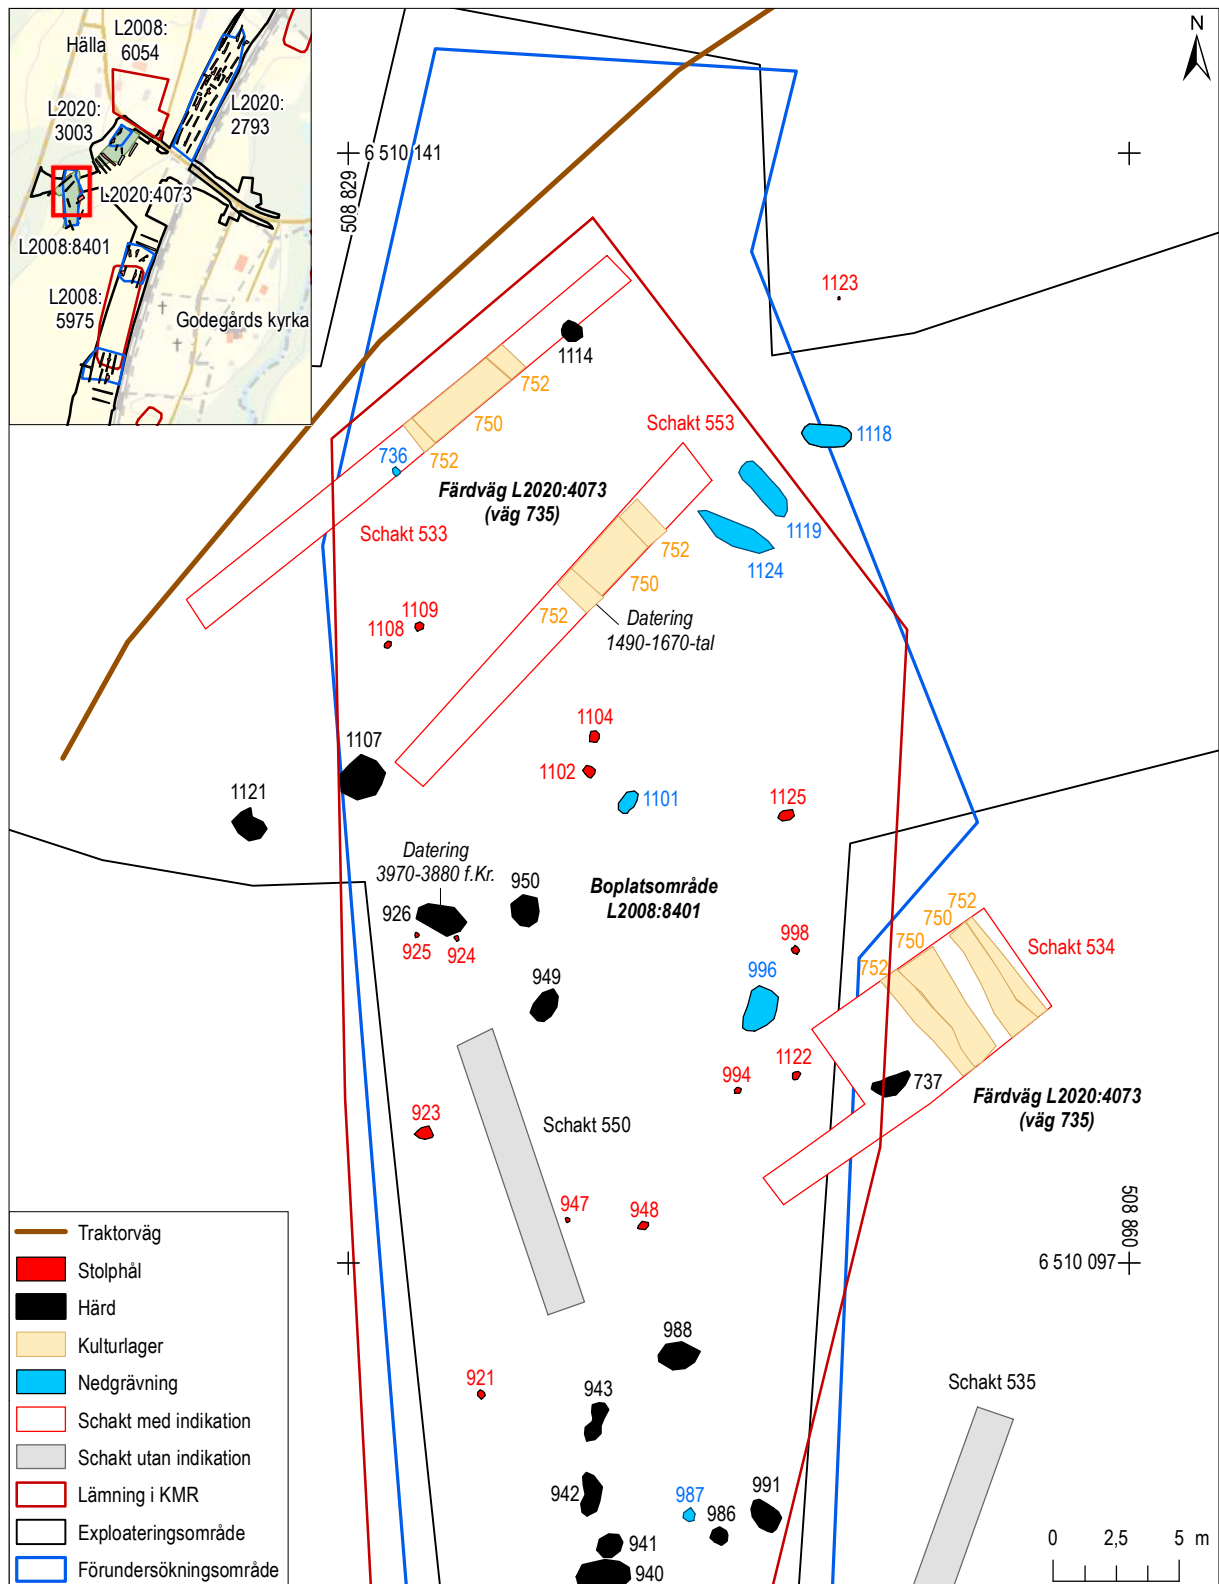 L2008:
6054
Hälla
L2020:
3003
L2020:
2793
L2020:4073
L2008:8401
L2008:
5975
Godegårds kyrka
N
6 510 141
508 829
1123
1114
752
750
752
736
Schakt 553
1118
Färdväg L2020:4073
(väg 735)
Schakt 533
1119
1124
752
750
752
Datering
1490-1670-tal
1109
1108
1104
1107
1102
1101
1125
1121
Datering
3970-3880 f.Kr.
950
926
925
924
Boplatsområde
L2008:8401
998
752
750
750
752
Schakt 534
996
949
1122
994
737
Färdväg L2020:4073
(väg 735)
923
Schakt 550
947
948
508 860
6 510 097
988
921
943
Schakt 535
942
987
986
991
941
940
Traktorväg
Stolphål
Härd
Kulturlager
Nedgrävning
Schakt med indikation
Schakt utan indikation
Lämning i KMR
Exploateringsområde
Förundersökningsområde
0 2,5 5 m